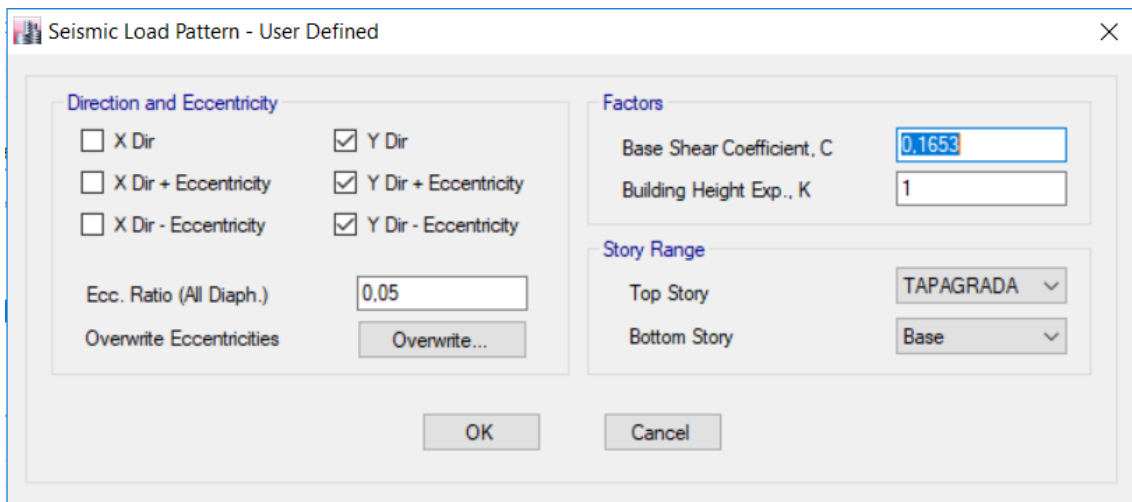 Seismic Load Pattern - User Defined
Direction and Eccentricity
X Dir
Y Dir
X Dir + Eccentricity
Y Dir + Eccentricity
X Dir - Eccentricity
Y Dir - Eccentricity
Ecc. Ratio (All Diaph.)
0,05
Overwrite Eccentricities
Overwrite...
Factors
Base Shear Coefficient, C
0,1653
Building Height Exp., K
1
Story Range
Top Story
TAPAGRADA
Bottom Story
Base
OK
Cancel